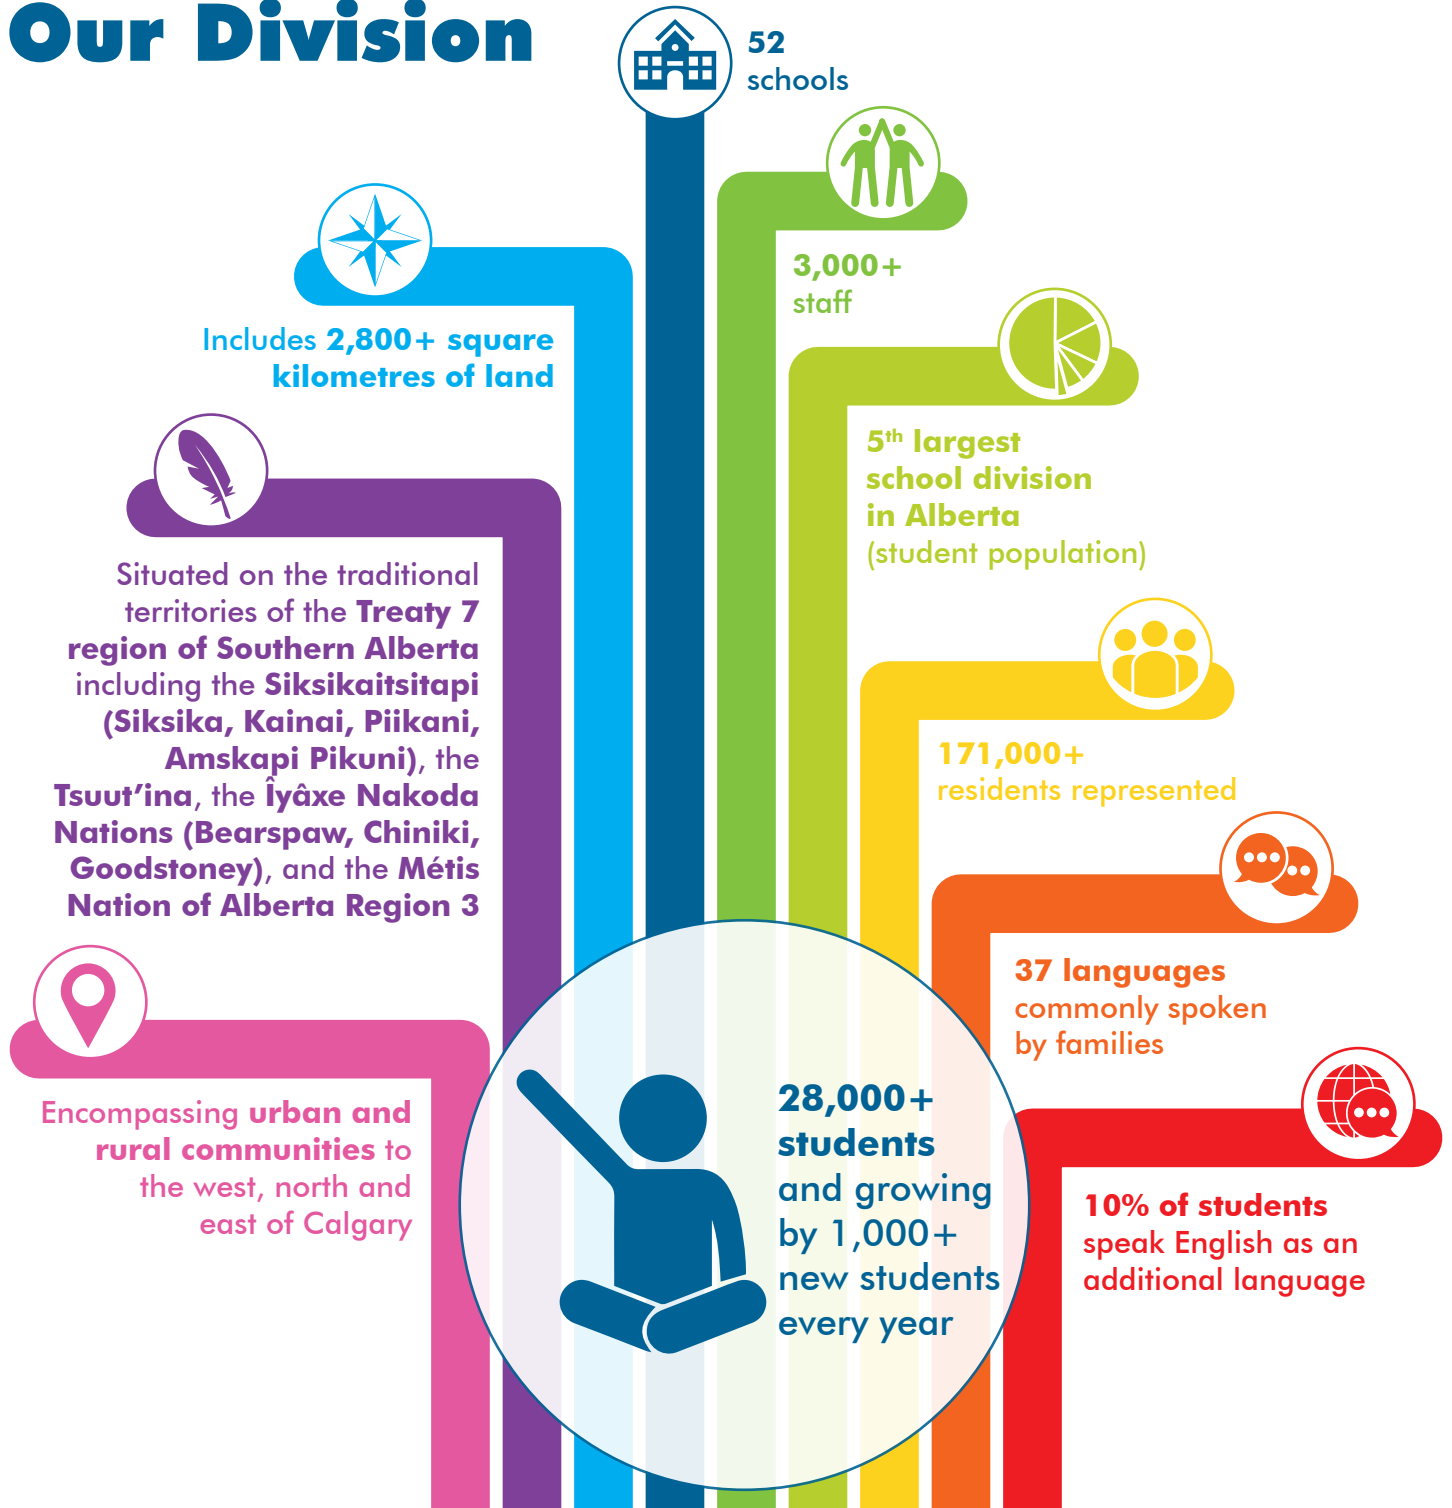 Our Division
52
schools
3,000+
staff
Includes 2,800+ square
kilometres of land
5th largest
school division
in Alberta
(student population)
Situated on the traditional
territories of the Treaty 7
region of Southern Alberta
including the Siksikaitsitapi
(Siksika, Kainai, Piikani,
Amskapi Pikuni), the
Tsuut’ina, the Îyâxe Nakoda
Nations (Bearspaw, Chiniki,
Goodstoney), and the Métis
Nation of Alberta Region 3
171,000+
residents represented
37 languages
commonly spoken
by families
Encompassing urban and
rural communities to
the west, north and
east of Calgary
28,000+
students
and growing
by 1,000+
new students
every year
10% of students
speak English as an
additional language